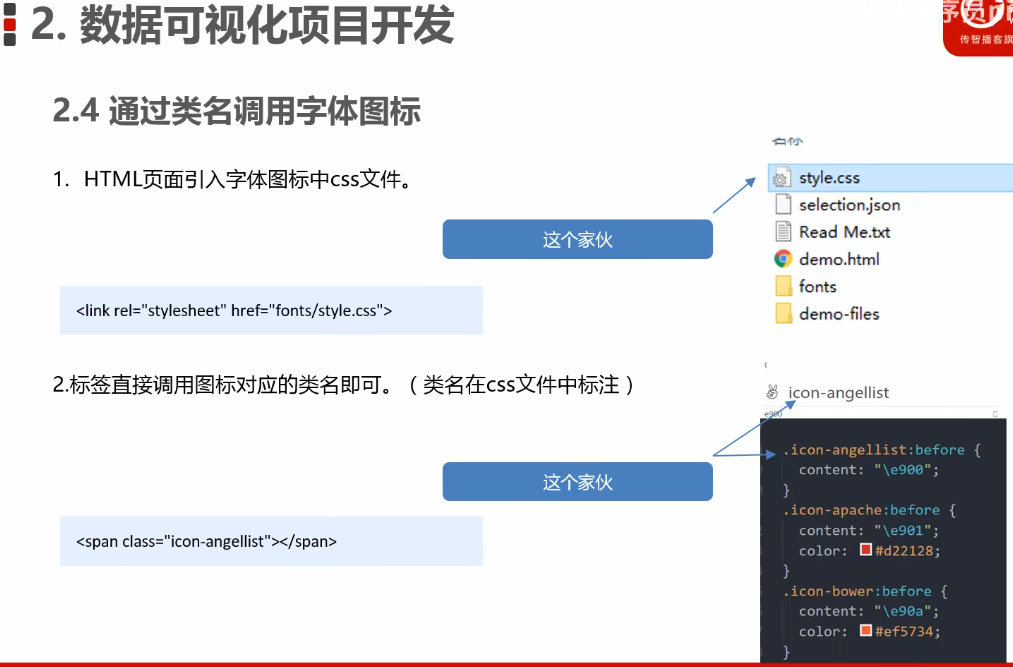 2. 数据可视化项目开发
传智播客旗
2.4 通过类名调用字体图标
名称
1. HTML页面引入字体图标中css文件。
style.css
selection.json
Read Me.txt
demo.html
fonts
demo-files
这个家伙
<link rel="stylesheet" href="fonts/style.css">
2.标签直接调用图标对应的类名即可。（类名在css文件中标注）
icon-angellist
e900
.icon-angellist:before {
content: "\e900";
}
.icon-apache:before {
content: "\e901";
color: #d22128;
}
.icon-bower:before {
content: "\e90a";
color: #ef5734;
}
这个家伙
<span class="icon-angellist"></span>